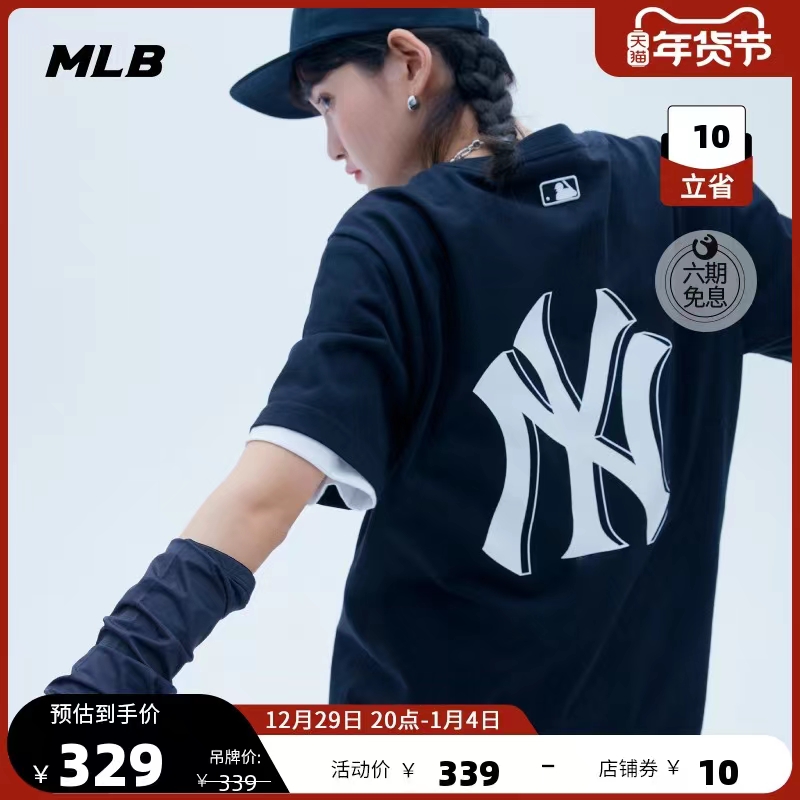 MLB
天猫 年货节
10
立省
六期
免息
NY
12月29日 20点-1月4日
预估到手价
¥ 329
吊牌价:
¥ 339
活动价 ¥ 339 - 店铺券 ¥ 10